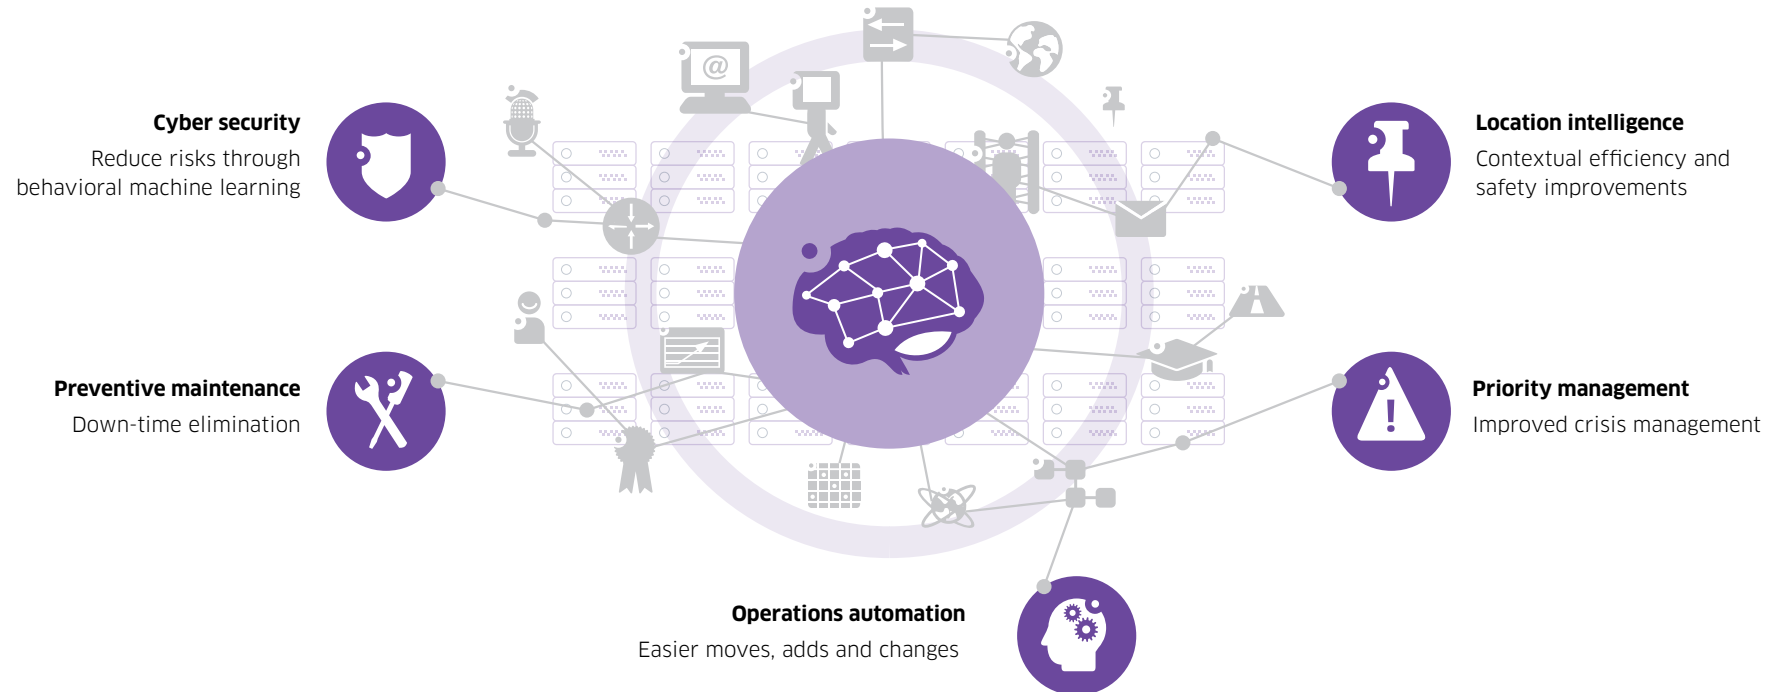 Cyber security
Reduce risks through
behavioral machine learning
Location intelligence
Contextual efficiency and
safety improvements
Preventive maintenance
Down-time elimination
Priority management
Improved crisis management
Operations automation
Easier moves, adds and changes
@
!